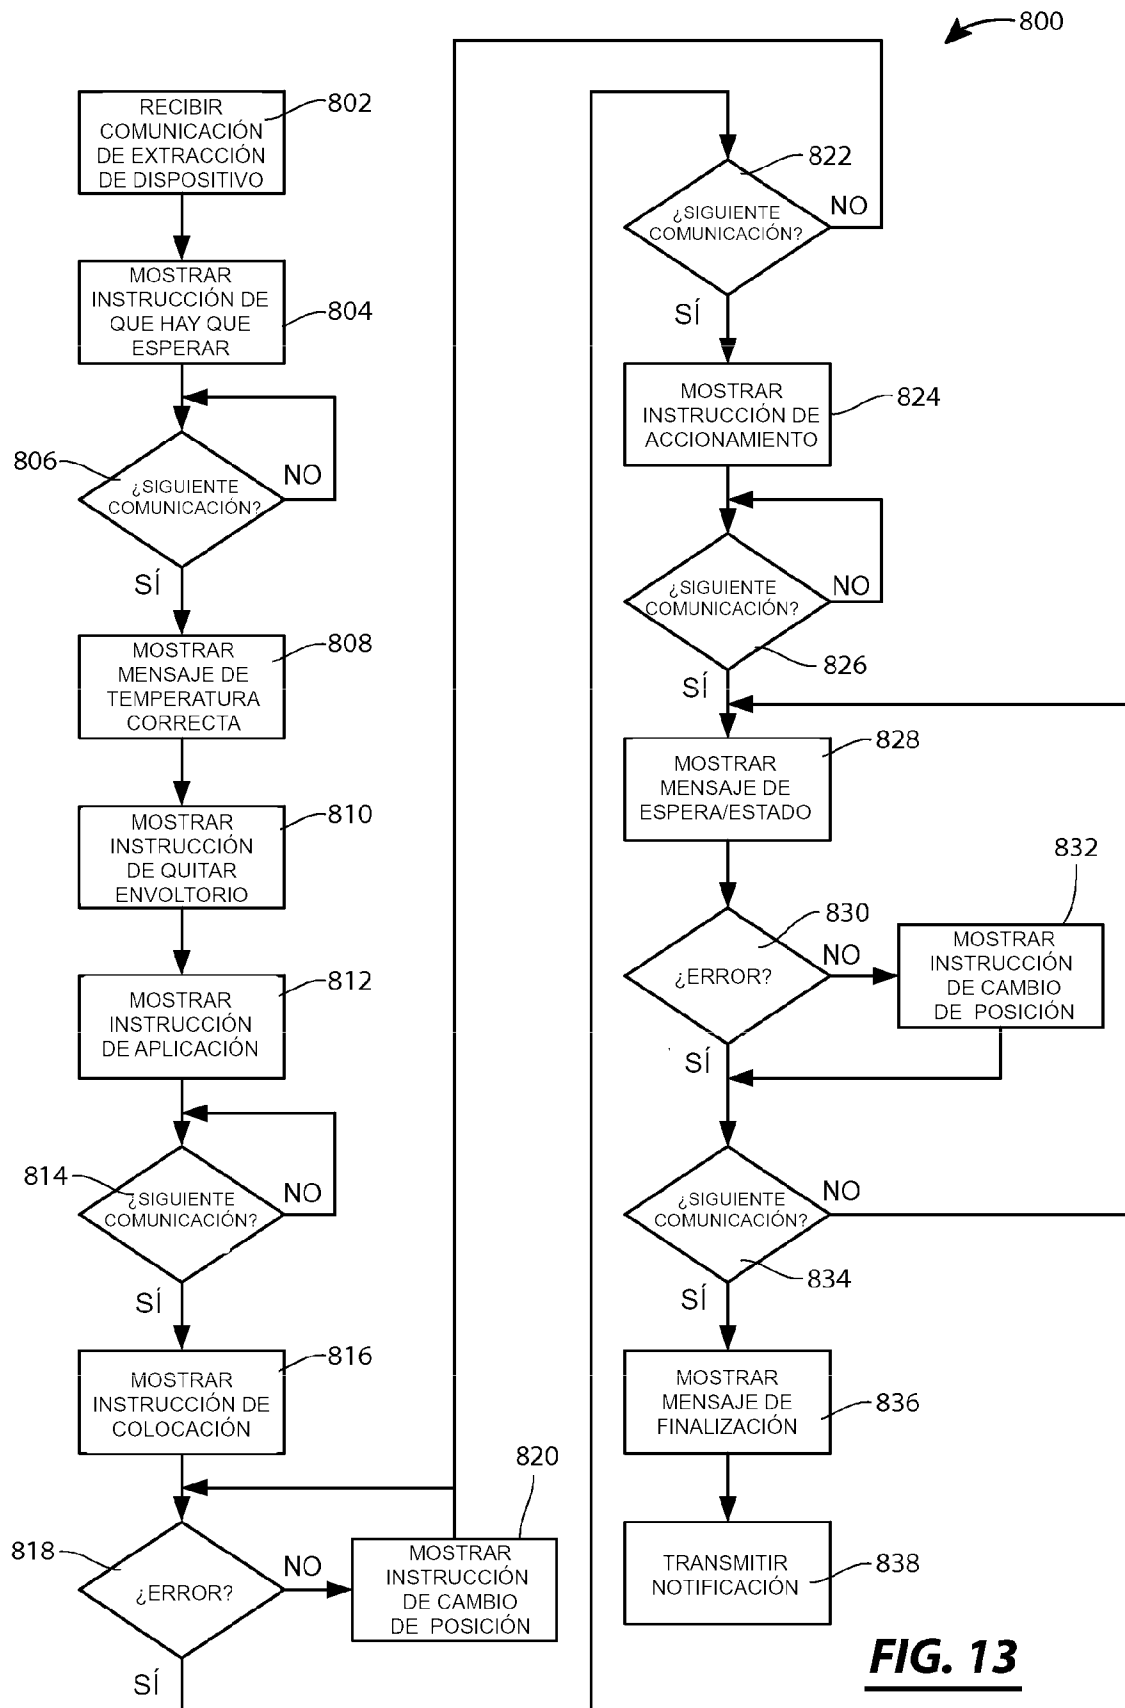 800
RECIBIR
COMUNICACIÓN
DE EXTRACCIÓN
DE DISPOSITIVO
802
MOSTRAR
INSTRUCCIÓN DE
QUE HAY QUE
ESPERAR
804
806
¿SIGUIENTE
COMUNICACIÓN?
NO
SÍ
MOSTRAR
MENSAJE DE
TEMPERATURA
CORRECTA
808
MOSTRAR
INSTRUCCIÓN
DE QUITAR
ENVOLTORIO
810
MOSTRAR
INSTRUCCIÓN
DE APLICACIÓN
812
814
¿SIGUIENTE
COMUNICACIÓN?
NO
SÍ
MOSTRAR
INSTRUCCIÓN DE
COLOCACIÓN
816
818
¿ERROR?
NO
SÍ
820
MOSTRAR
INSTRUCCIÓN
DE CAMBIO
DE POSICIÓN
822
¿SIGUIENTE
COMUNICACIÓN?
NO
SÍ
MOSTRAR
INSTRUCCIÓN DE
ACCIONAMIENTO
824
¿SIGUIENTE
COMUNICACIÓN?
NO
826
SÍ
MOSTRAR
MENSAJE DE
ESPERA/ESTADO
828
830
¿ERROR?
NO
SÍ
832
MOSTRAR
INSTRUCCIÓN
DE CAMBIO
DE POSICIÓN
¿SIGUIENTE
COMUNICACIÓN?
NO
834
SÍ
MOSTRAR
MENSAJE DE
FINALIZACIÓN
836
TRANSMITIR
NOTIFICACIÓN
838
FIG. 13